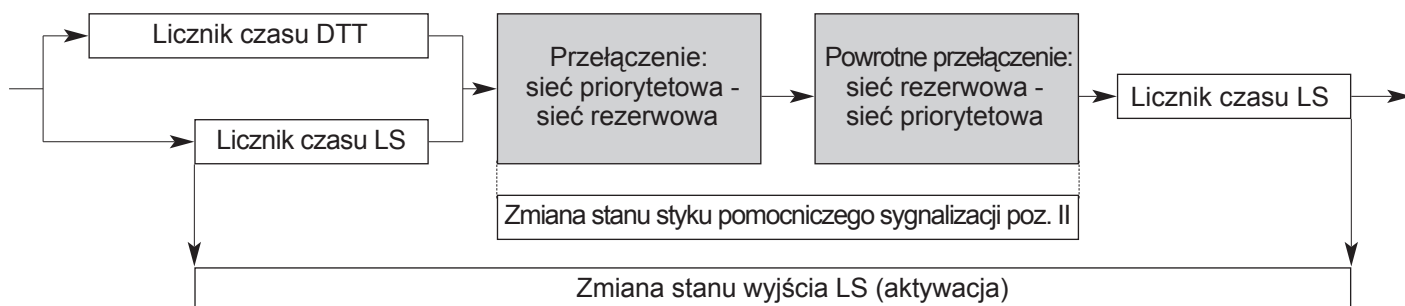 Licznik czasu DTT
Licznik czasu LS
Przełączenie:
sieć priorytetowa -
sieć rezerwowa
Powrotne przełączenie:
sieć rezerwowa -
sieć priorytetowa
Licznik czasu LS
Zmiana stanu styku pomocniczego sygnalizacji poz. II
Zmiana stanu wyjścia LS (aktywacja)